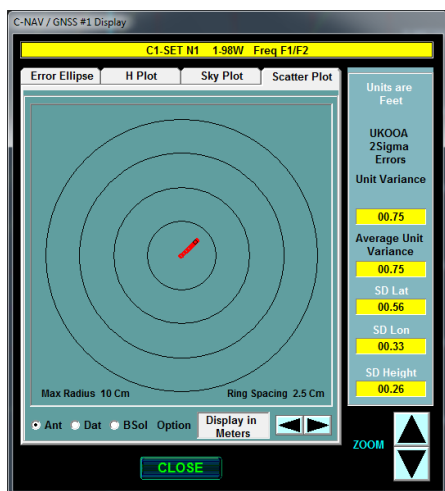 C-NAV / GNSS #1 Display
C1-SET N1 1-98W Freq F1/F2
Error Ellipse
H Plot
Sky Plot
Scatter Plot
Max Radius 10 Cm
Ring Spacing 2.5 Cm
Ant
Dat
BSol
Option
Display in
Meters
CLOSE
Units are
Feet
UKOOA
2Sigma
Errors
Unit Variance
00.75
Average Unit
Variance
00.75
SD Lat
00.56
SD Lon
00.33
SD Height
00.26
ZOOM